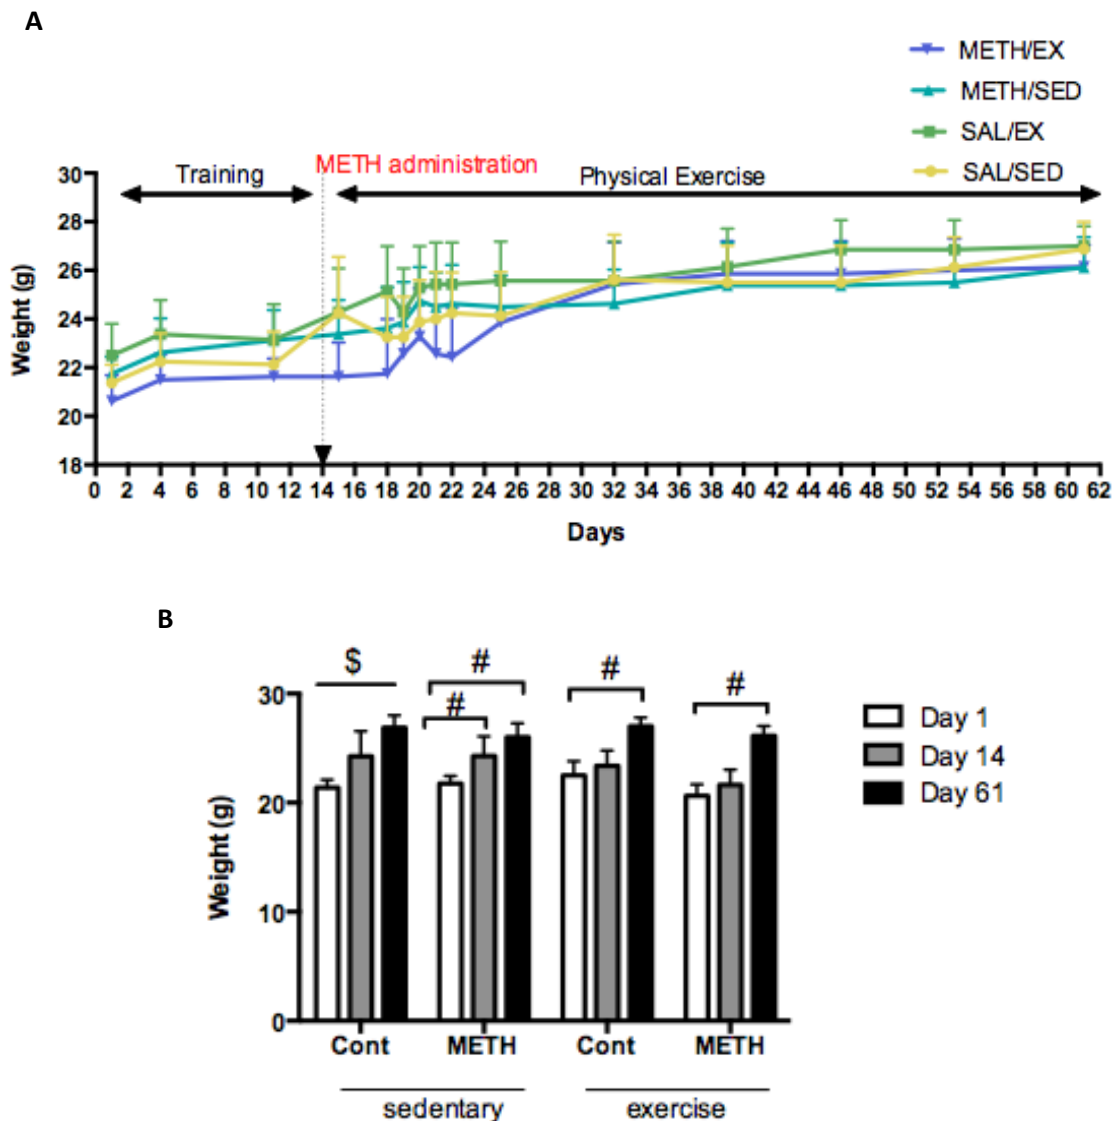 A
METH/EX
METH/SED
SAL/EX
SAL/SED
METH administration
Training
Physical Exercise
30
28
26
24
22
20
18
Weight (g)
0 2 4 6 8 10 12 14 16 18 20 22 24 26 28 30 32 34 36 38 40 42 44 46 48 50 52 54 56 58 60 62
Days
B
$
#
#
#
#
30
20
10
0
Weight (g)
Day 1
Day 14
Day 61
Cont METH Cont METH
sedentary exercise